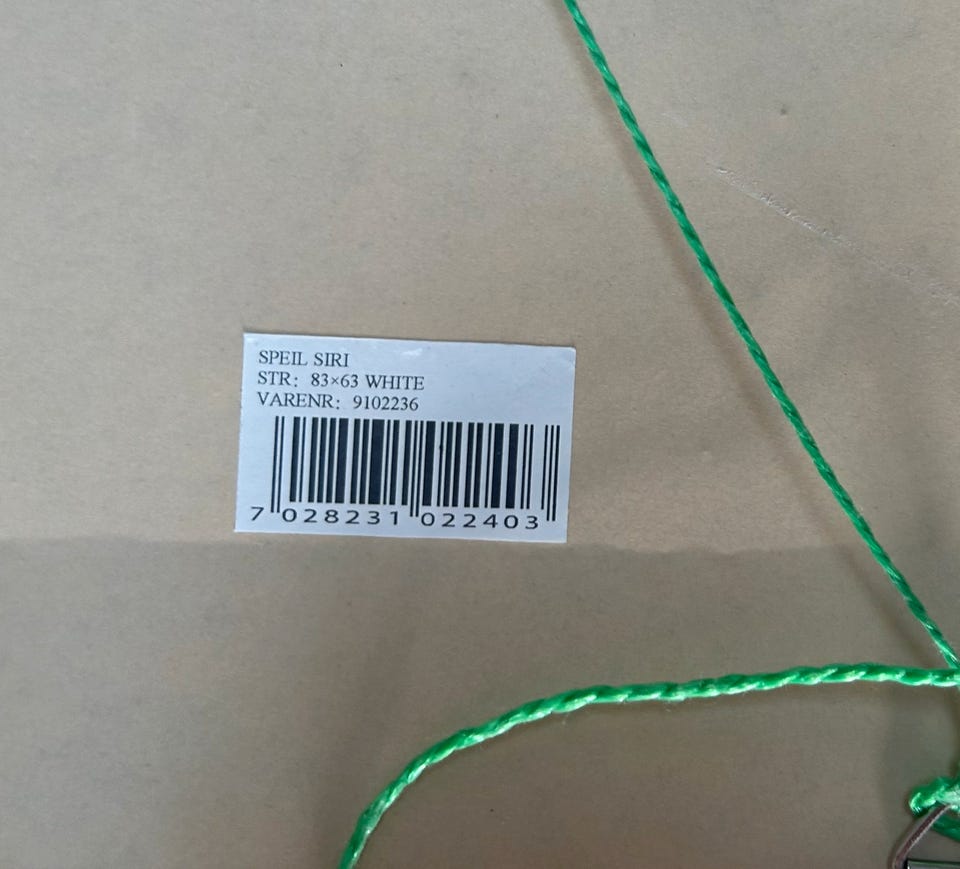 SPEIL SIRI
STR: 83×63 WHITE
VARENR: 9102236
7 028231 022403